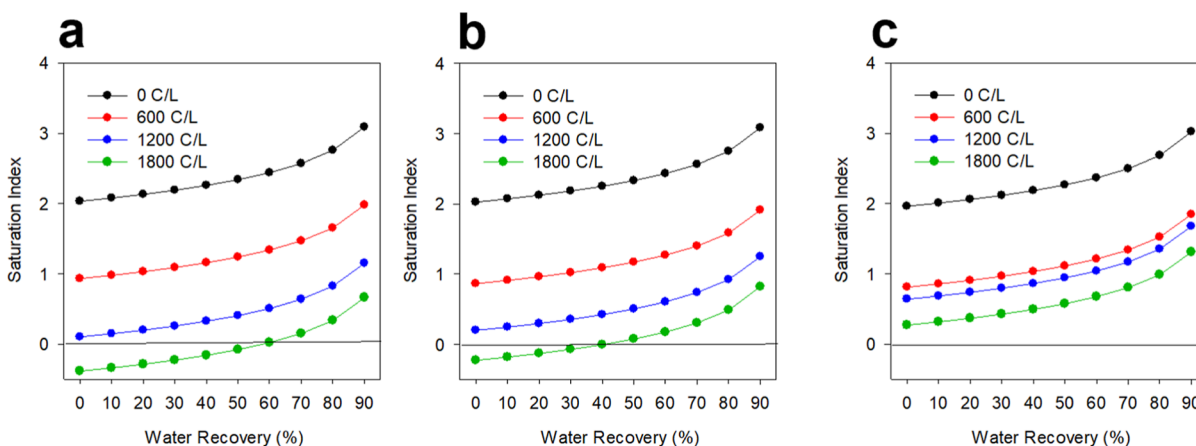 a
4
3
2
1
0
Saturation Index
0 C/L
600 C/L
1200 C/L
1800 C/L
0 10 20 30 40 50 60 70 80 90
Water Recovery (%)
b
4
3
2
1
0
Saturation Index
0 C/L
600 C/L
1200 C/L
1800 C/L
0 10 20 30 40 50 60 70 80 90
Water Recovery (%)
c
4
3
2
1
0
Saturation Index
0 C/L
600 C/L
1200 C/L
1800 C/L
0 10 20 30 40 50 60 70 80 90
Water Recovery (%)